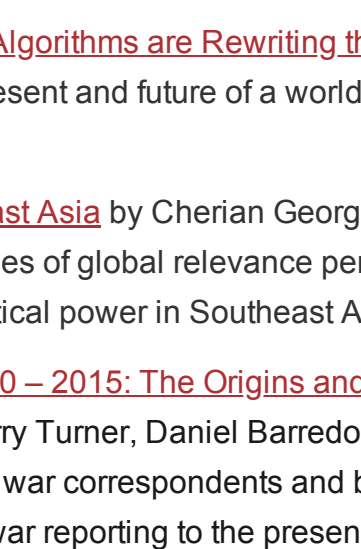 Algorithms are Rewriting th
esent and future of a world
ast Asia by Cherian Georg
es of global relevance per
tical power in Southeast A
0 – 2015: The Origins and
rry Turner, Daniel Barredo
war correspondents and b
war reporting to the presen